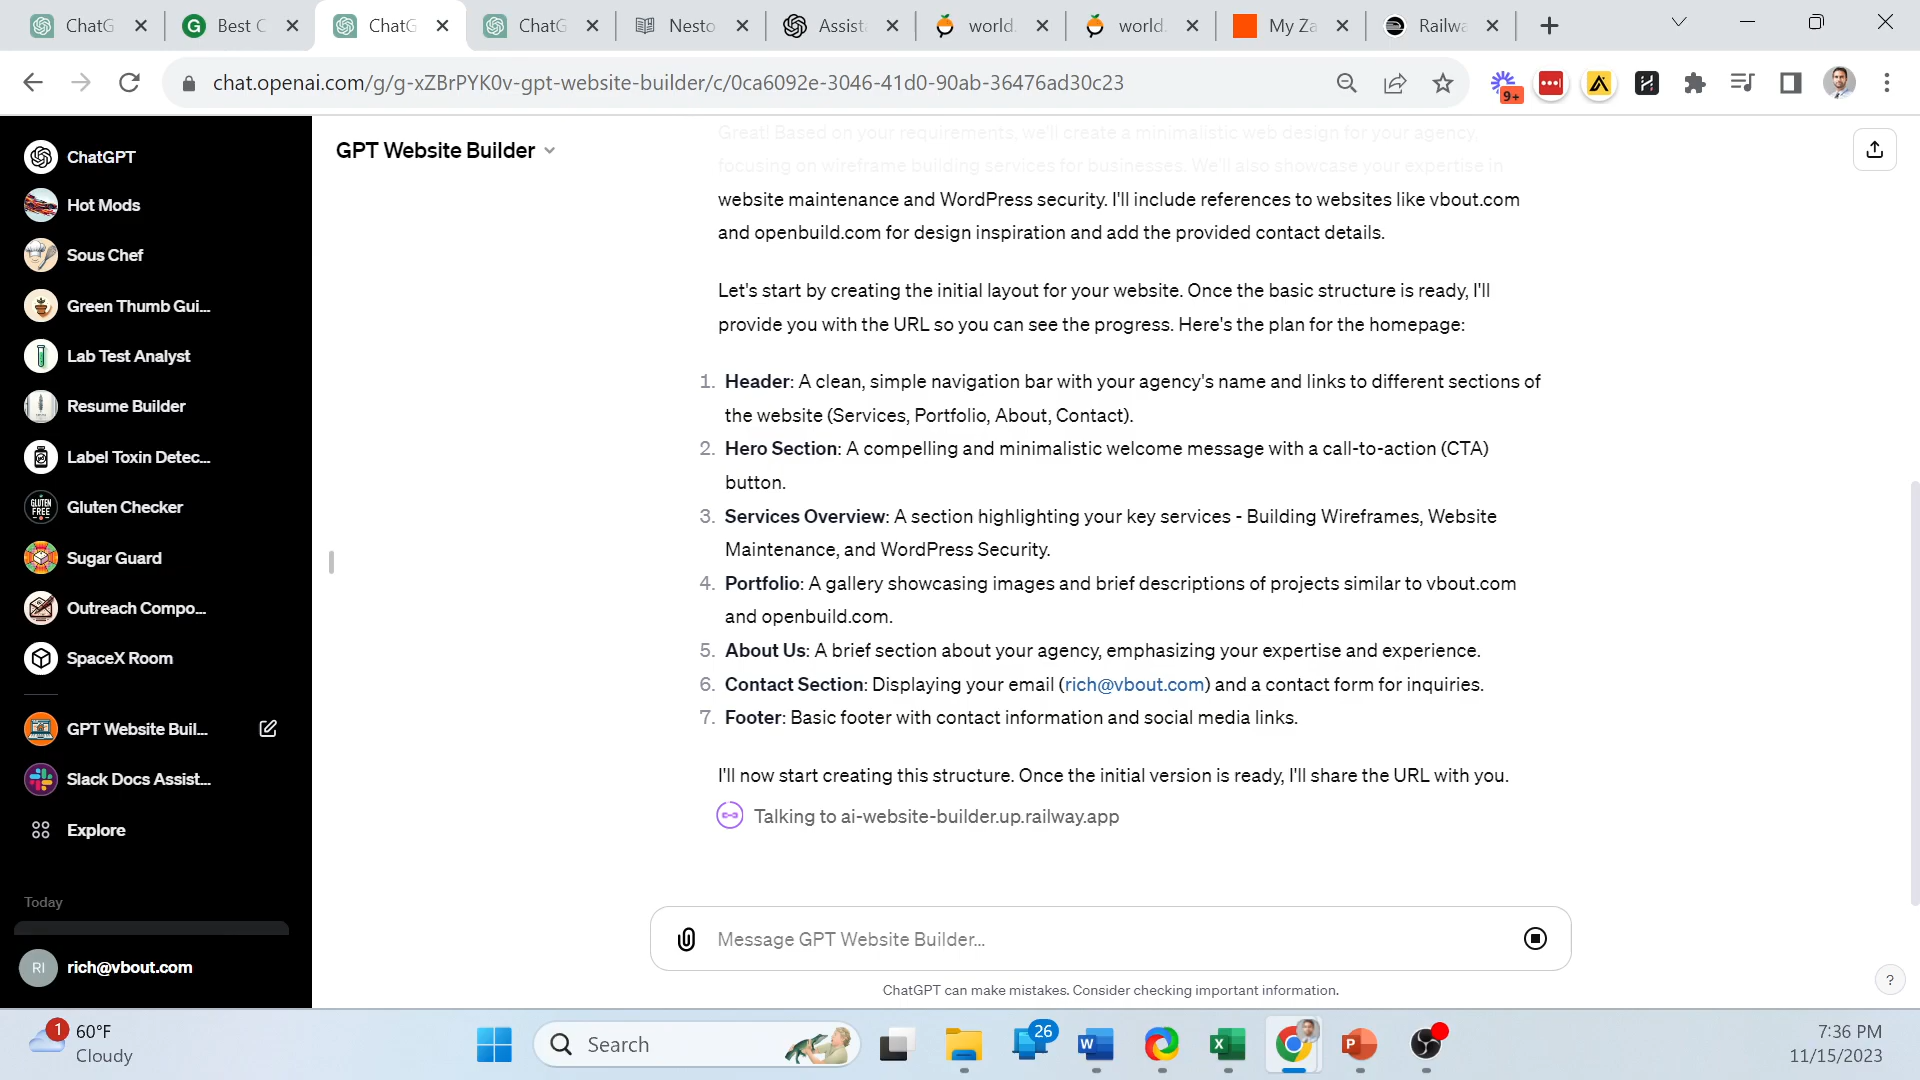 ChatG
Best C
ChatG
ChatG
Nesto
Assist
world.
world.
My Za
Railwa
chat.openai.com/g/g-xZBrPYK0v-gpt-website-builder/c/0ca6092e-3046-41d0-90ab-36476ad30c23
9+
ChatGPT
Hot Mods
Sous Chef
Green Thumb Gui...
Lab Test Analyst
Resume Builder
Label Toxin Detec...
GLUTEN FREE
Gluten Checker
Sugar Guard
Outreach Compo...
SpaceX Room
GPT Website Buil...
Slack Docs Assist...
Explore
Today
RI
rich@vbout.com
GPT Website Builder
Great! Based on your requirements, we'll create a minimalistic web design for your agency,
focusing on wireframe building services for businesses. We'll also showcase your expertise in
website maintenance and WordPress security. I'll include references to websites like vbout.com
and openbuild.com for design inspiration and add the provided contact details.
Let's start by creating the initial layout for your website. Once the basic structure is ready, I'll
provide you with the URL so you can see the progress. Here's the plan for the homepage:
1. Header: A clean, simple navigation bar with your agency's name and links to different sections of
the website (Services, Portfolio, About, Contact).
2. Hero Section: A compelling and minimalistic welcome message with a call-to-action (CTA)
button.
3. Services Overview: A section highlighting your key services - Building Wireframes, Website
Maintenance, and WordPress Security.
4. Portfolio: A gallery showcasing images and brief descriptions of projects similar to vbout.com
and openbuild.com.
5. About Us: A brief section about your agency, emphasizing your expertise and experience.
6. Contact Section: Displaying your email (rich@vbout.com) and a contact form for inquiries.
7. Footer: Basic footer with contact information and social media links.
I'll now start creating this structure. Once the initial version is ready, I'll share the URL with you.
Talking to ai-website-builder.up.railway.app
Message GPT Website Builder...
ChatGPT can make mistakes. Consider checking important information.
?
1
60°F
Cloudy
Search
26
7:36 PM
11/15/2023